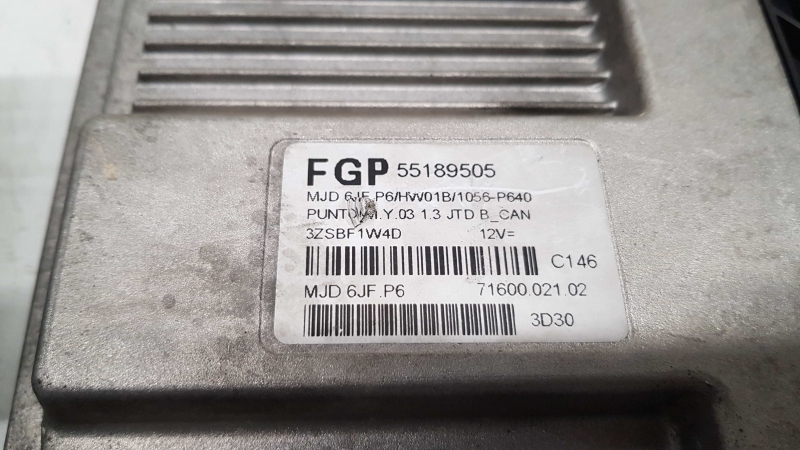 FGP 55189505
MJD 6JF.P6/HW01B/1056-P640
PUNTO M.Y.03 1.3 JTD B_CAN
3ZSBF1W4D 12V=
C146
MJD 6JF.P6 71600.021.02
3D30